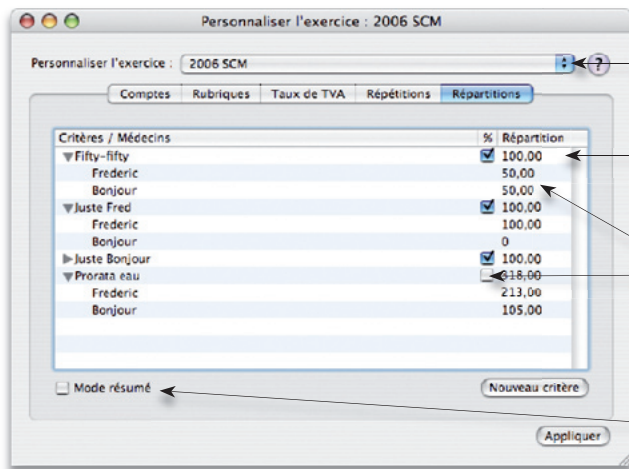 Personnaliser l'exercice : 2006 SCM
Personnaliser l'exercice : 2006 SCM ?
Comptes Rubriques Taux de TVA Répétitions Répartitions
Critères / Médecins % Répartition
Fifty-fifty 100,00
Frederic 50,00
Bonjour 50,00
Juste Fred 100,00
Frederic 100,00
Bonjour 0
Juste Bonjour 100,00
Prorata eau 318,00
Frederic 213,00
Bonjour 105,00
Mode résumé Nouveau critère
Appliquer